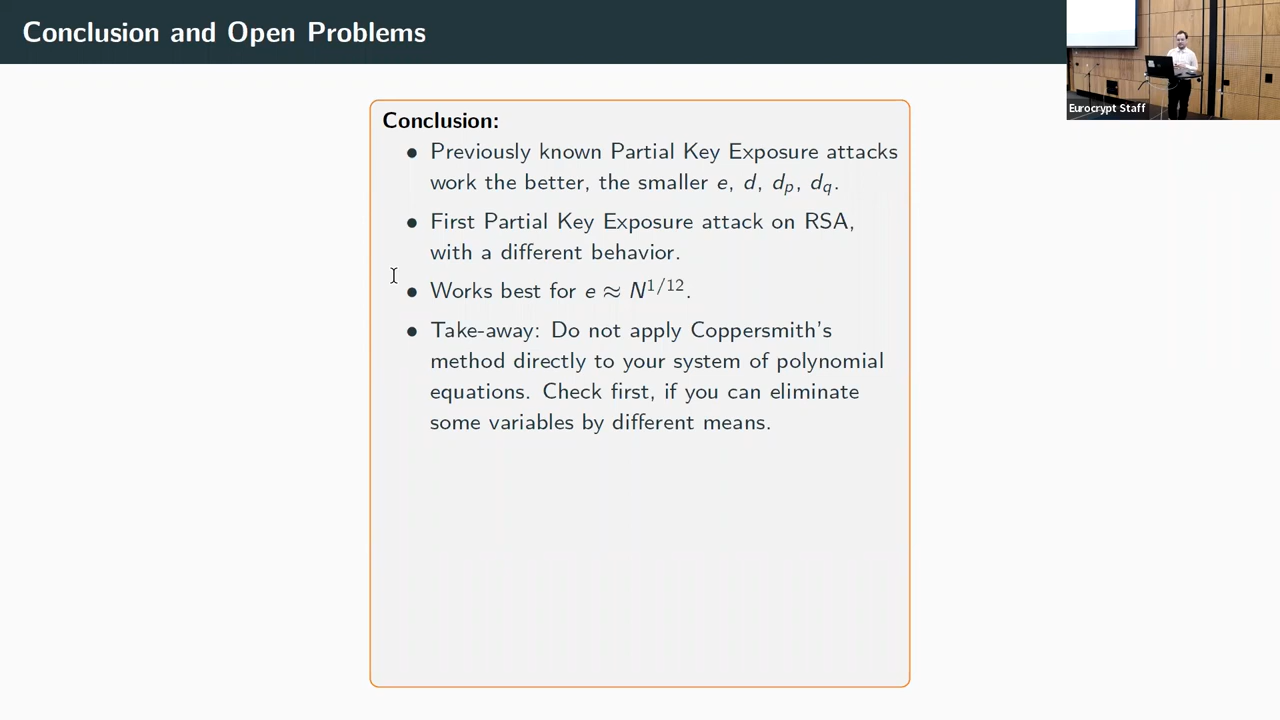 Conclusion and Open Problems
Eurocrypt Staff
Conclusion:
• Previously known Partial Key Exposure attacks
work the better, the smaller e, d, dₚ, d_q.
• First Partial Key Exposure attack on RSA,
with a different behavior.
• Works best for e ≈ N^{1/12}.
• Take-away: Do not apply Coppersmith's
method directly to your system of polynomial
equations. Check first, if you can eliminate
some variables by different means.